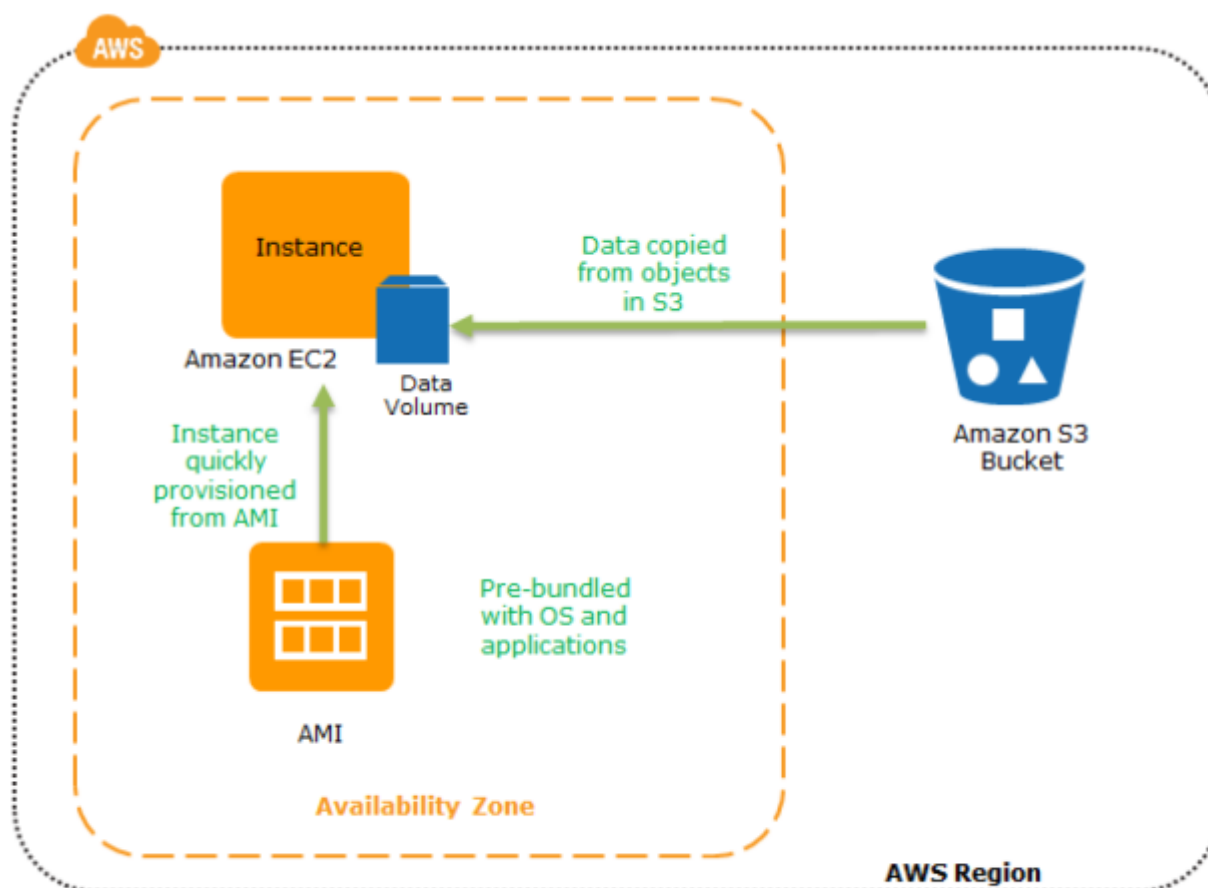 AWS
Instance
Amazon EC2
Data
Volume
Data copied
from objects
in S3
Amazon S3
Bucket
Instance
quickly
provisioned
from AMI
Pre-bundled
with OS and
applications
AMI
Availability Zone
AWS Region